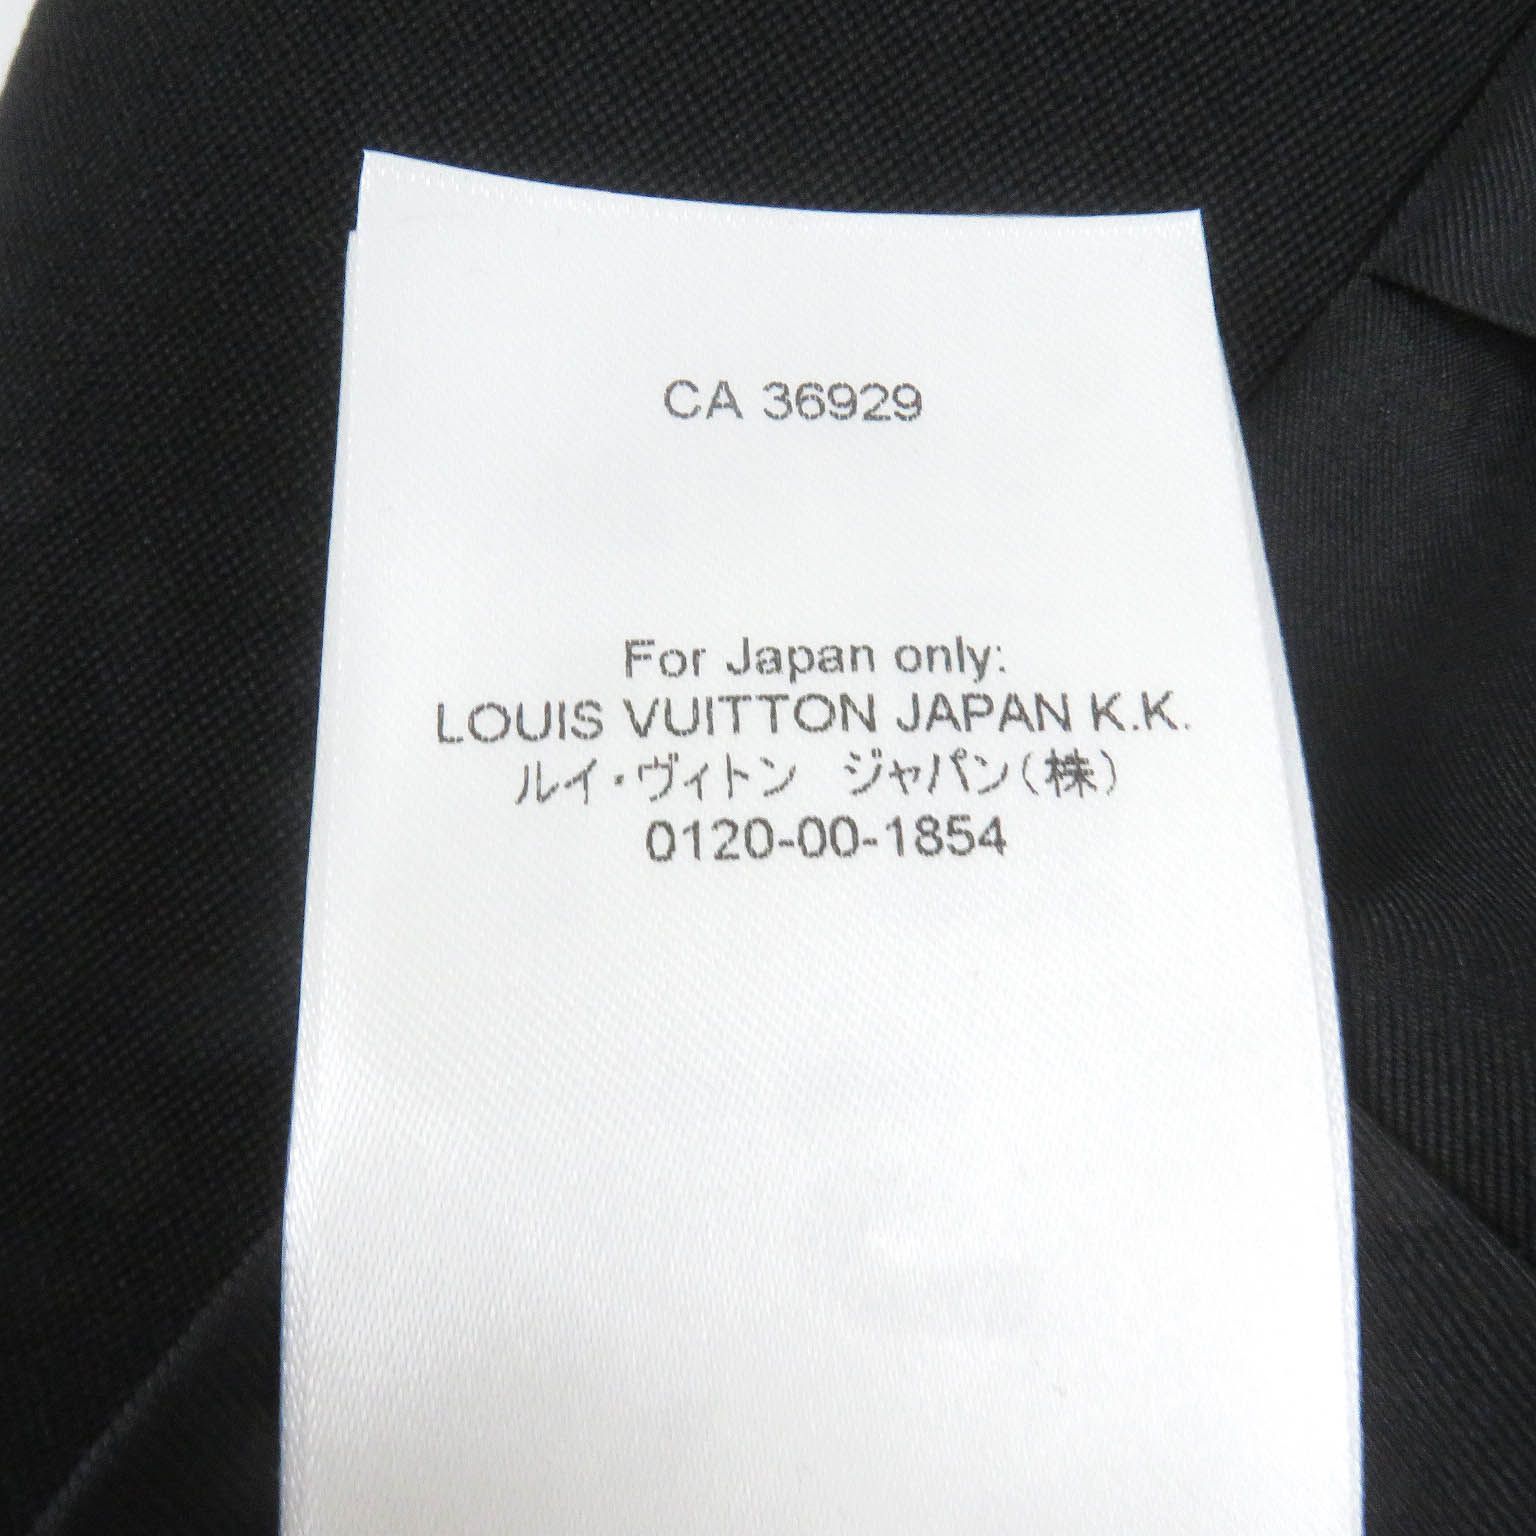 CA 36929
For Japan only:
LOUIS VUITTON JAPAN K.K.
ルイ・ヴィトン　ジャパン(株)
0120-00-1854